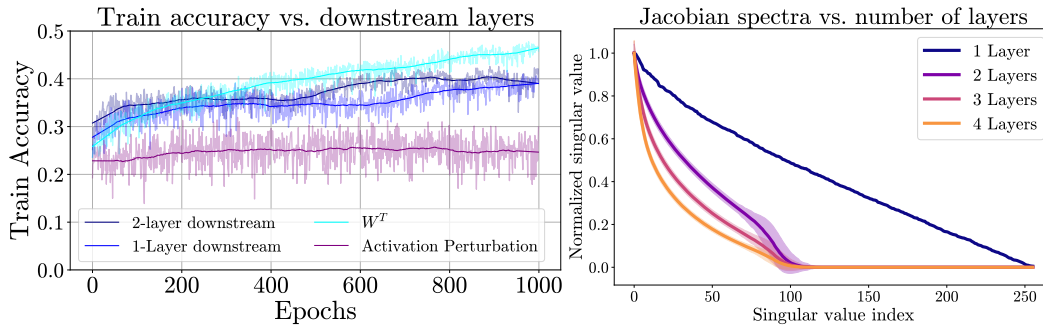 Train accuracy vs. downstream layers
Train Accuracy
0.5
0.4
0.3
0.2
0.1
0.0
2-layer downstream
1-Layer downstream
W^T
Activation Perturbation
0
200
400
600
800
1000
Epochs
Jacobian spectra vs. number of layers
Normalized singular value
1.0
0.8
0.6
0.4
0.2
0.0
1 Layer
2 Layers
3 Layers
4 Layers
0
50
100
150
200
250
Singular value index